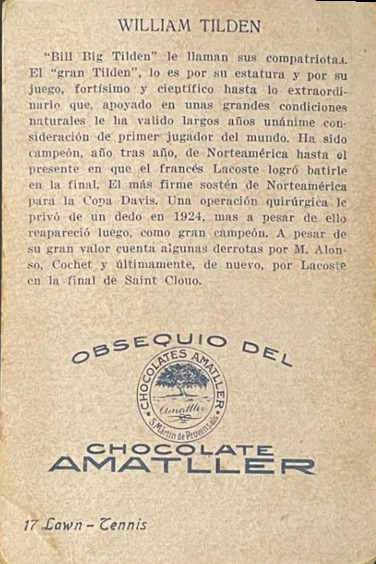 WILLIAM TILDEN
"Bill Big Tilden" le llaman sus compatriotas.
El "gran Tilden", lo es por su estatura y por su
juego, fortísimo y científico hasta lo extraordi-
nario que, apoyado en unas grandes condiciones
naturales le ha valido largos años unánime con-
sideración de primer jugador del mundo. Ha sido
campeón, año tras año, de Norteamérica hasta el
presente en que el francés Lacoste logró batirle
en la final. El más firme sostén de Norteamérica
para la Copa Davis. Una operación quirúrgica le
privó de un dedo en 1924, mas a pesar de ello
reapareció luego, como gran campeón. A pesar de
su gran valor cuenta algunas derrotas por M. Alon-
so, Cochet y últimamente, de nuevo, por Lacoste
en la final de Saint Clouo.
OBSEQUIO DEL
CHOCOLATES AMATLLER
Amatller
S. Martin de Provensals
CHOCOLATE
AMATLLER
17 Lawn - Tennis